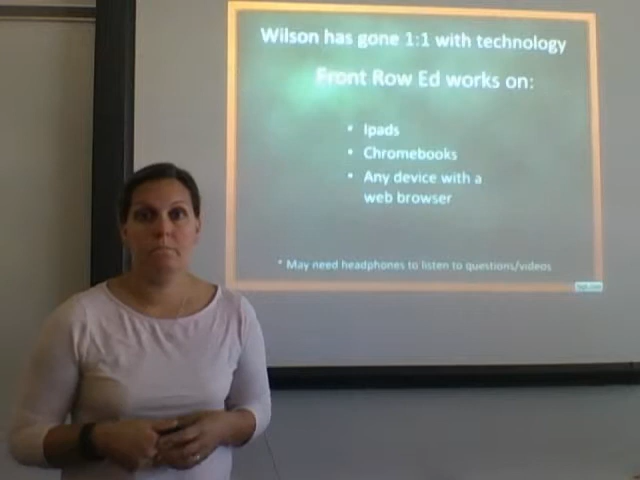 Wilson has gone 1:1 with technology
Front Row Ed works on:
• Ipads
• Chromebooks
• Any device with a
web browser
* May need headphones to listen to questions/videos